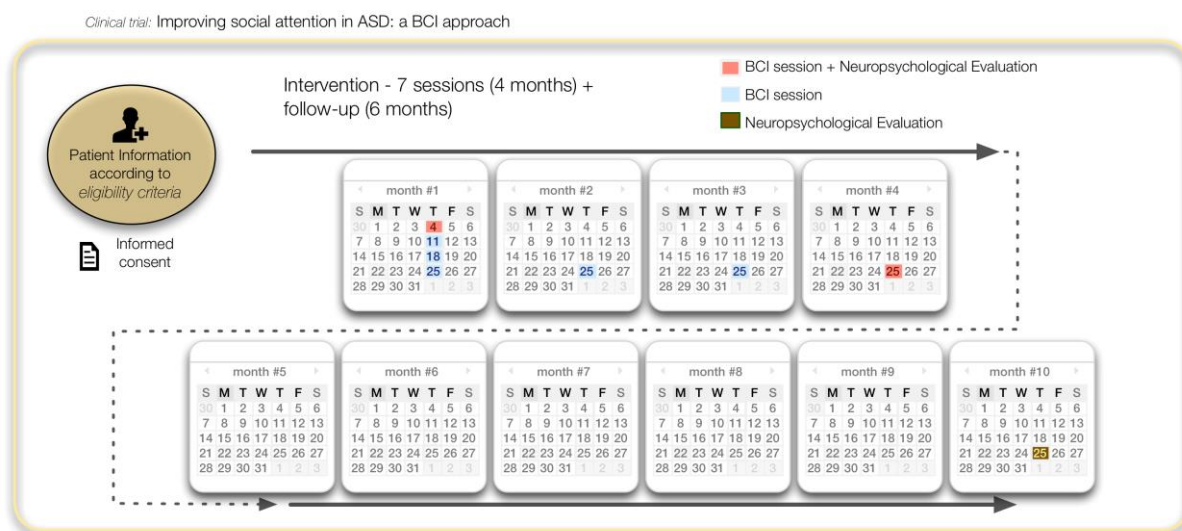 Clinical trial: Improving social attention in ASD: a BCI approach
Patient Information
according to
eligibility criteria
Informed
consent
Intervention - 7 sessions (4 months) +
follow-up (6 months)
BCI session + Neuropsychological Evaluation
BCI session
Neuropsychological Evaluation
month #1
S M T W T F S
30 1 2 3 4 5 6
7 8 9 10 11 12 13
14 15 16 17 18 19 20
21 22 23 24 25 26 27
28 29 30 31 1 2 3
month #2
S M T W T F S
30 1 2 3 4 5 6
7 8 9 10 11 12 13
14 15 16 17 18 19 20
21 22 23 24 25 26 27
28 29 30 31 1 2 3
month #3
S M T W T F S
30 1 2 3 4 5 6
7 8 9 10 11 12 13
14 15 16 17 18 19 20
21 22 23 24 25 26 27
28 29 30 31 1 2 3
month #4
S M T W T F S
30 1 2 3 4 5 6
7 8 9 10 11 12 13
14 15 16 17 18 19 20
21 22 23 24 25 26 27
28 29 30 31 1 2 3
month #5
S M T W T F S
30 1 2 3 4 5 6
7 8 9 10 11 12 13
14 15 16 17 18 19 20
21 22 23 24 25 26 27
28 29 30 31 1 2 3
month #6
S M T W T F S
30 1 2 3 4 5 6
7 8 9 10 11 12 13
14 15 16 17 18 19 20
21 22 23 24 25 26 27
28 29 30 31 1 2 3
month #7
S M T W T F S
30 1 2 3 4 5 6
7 8 9 10 11 12 13
14 15 16 17 18 19 20
21 22 23 24 25 26 27
28 29 30 31 1 2 3
month #8
S M T W T F S
30 1 2 3 4 5 6
7 8 9 10 11 12 13
14 15 16 17 18 19 20
21 22 23 24 25 26 27
28 29 30 31 1 2 3
month #9
S M T W T F S
30 1 2 3 4 5 6
7 8 9 10 11 12 13
14 15 16 17 18 19 20
21 22 23 24 25 26 27
28 29 30 31 1 2 3
month #10
S M T W T F S
30 1 2 3 4 5 6
7 8 9 10 11 12 13
14 15 16 17 18 19 20
21 22 23 24 25 26 27
28 29 30 31 1 2 3